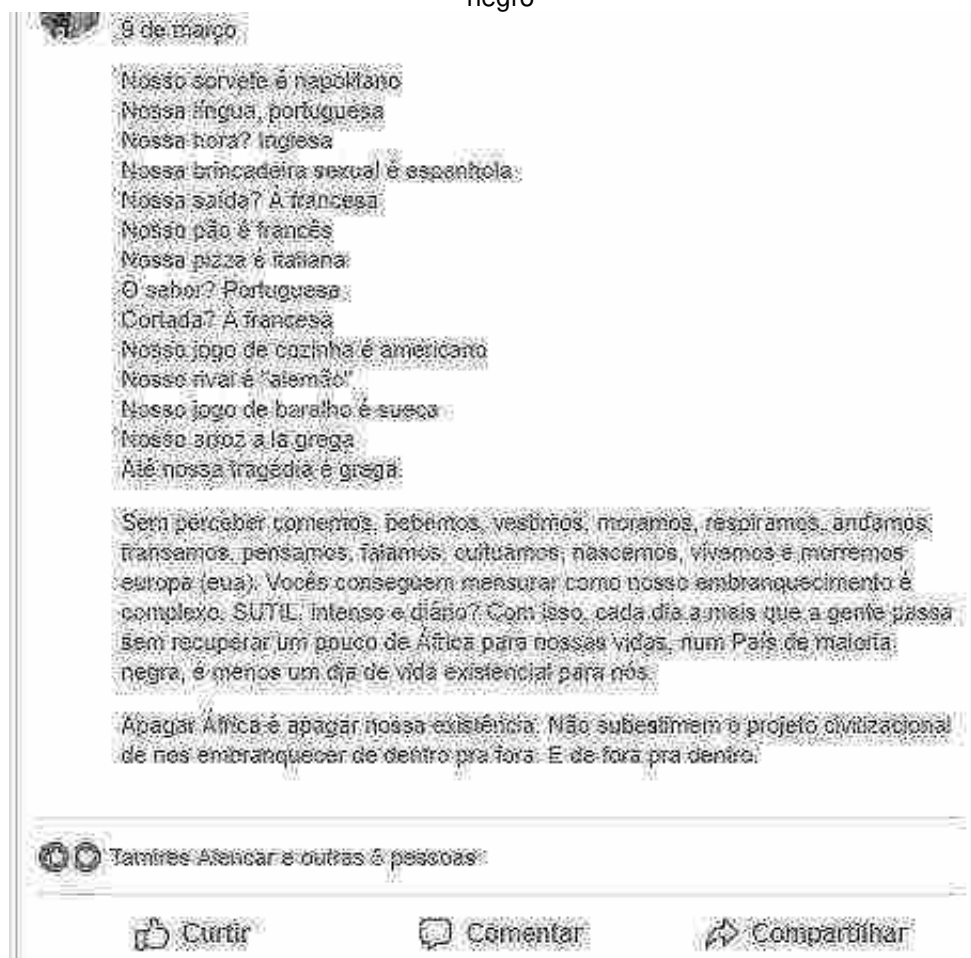 negro
9 de março
Nosso sorvete é napolitano
Nossa língua, portuguesa
Nossa hora? Inglesa
Nossa brincadeira sexual é espanhola
Nossa saída? À francesa
Nosso pão é francês
Nossa pizza é italiana
O sabor? Portuguesa
Cortada? À francesa
Nosso jogo de cozinha é americano
Nosso rival é "alemão"
Nosso jogo de baralho é sueca
Nosso arroz a la grega
Até nossa tragédia é grega.
Sem perceber comemos, bebemos, vestimos, moramos, respiramos, andamos,
transamos, pensamos, falamos, cultuamos, nascemos, vivemos e morremos
europa (eua). Vocês conseguem mensurar como nosso embranquecimento é
complexo, SUTIL, intenso e diário? Com isso, cada dia a mais que a gente passa
sem recuperar um pouco de África para nossas vidas, num País de maioria
negra, é menos um dia de vida existencial para nós.
Apagar África é apagar nossa existência. Não subestimem o projeto civilizacional
de nos embranquecer de dentro pra fora. E de fora pra dentro.
Tamires Alencar e outras pessoas
Curtir Comentar Compartilhar